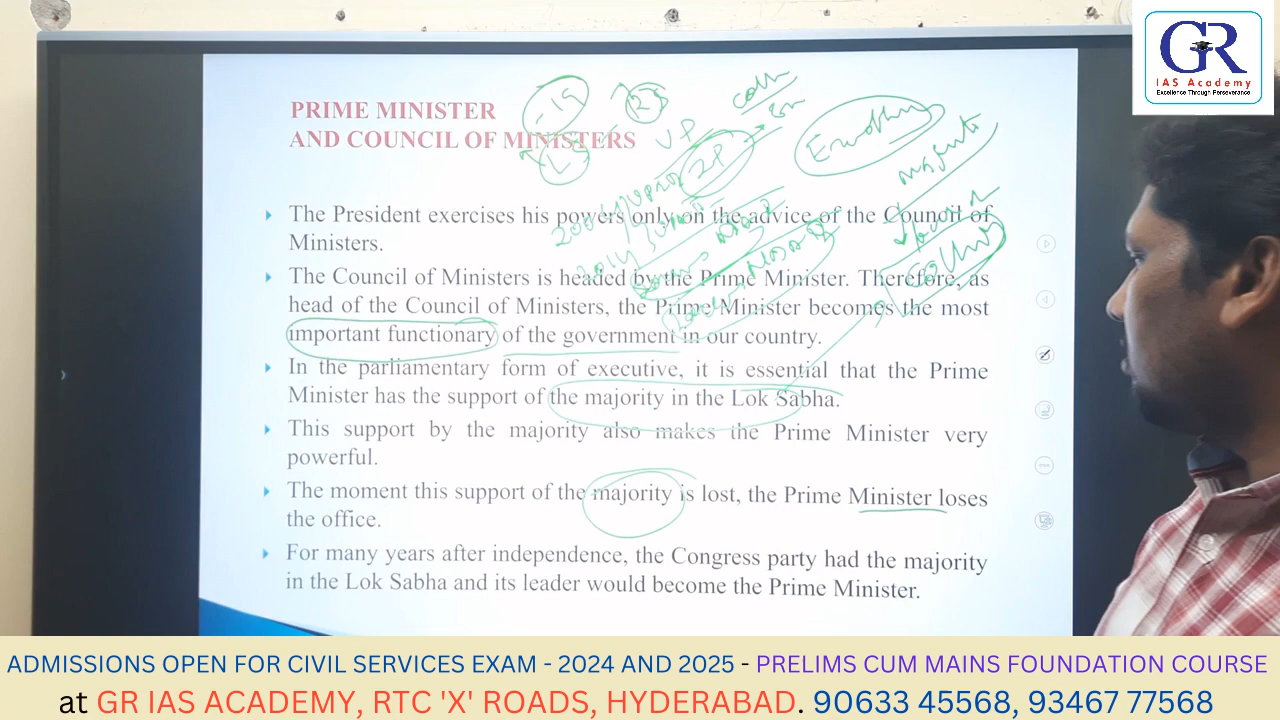 GR
IAS Academy
Excellence Through Perseverance
PRIME MINISTER
AND COUNCIL OF MINISTERS
The President exercises his powers only on the advice of the Council of
Ministers.
The Council of Ministers is headed by the Prime Minister. Therefore, as
head of the Council of Ministers, the Prime Minister becomes the most
important functionary of the government in our country.
In the parliamentary form of executive, it is essential that the Prime
Minister has the support of the majority in the Lok Sabha.
This support by the majority also makes the Prime Minister very
powerful.
The moment this support of the majority is lost, the Prime Minister loses
the office.
For many years after independence, the Congress party had the majority
in the Lok Sabha and its leader would become the Prime Minister.
ADMISSIONS OPEN FOR CIVIL SERVICES EXAM - 2024 AND 2025 - PRELIMS CUM MAINS FOUNDATION COURSE
at GR IAS ACADEMY, RTC 'X' ROADS, HYDERABAD. 90633 45568, 93467 77568